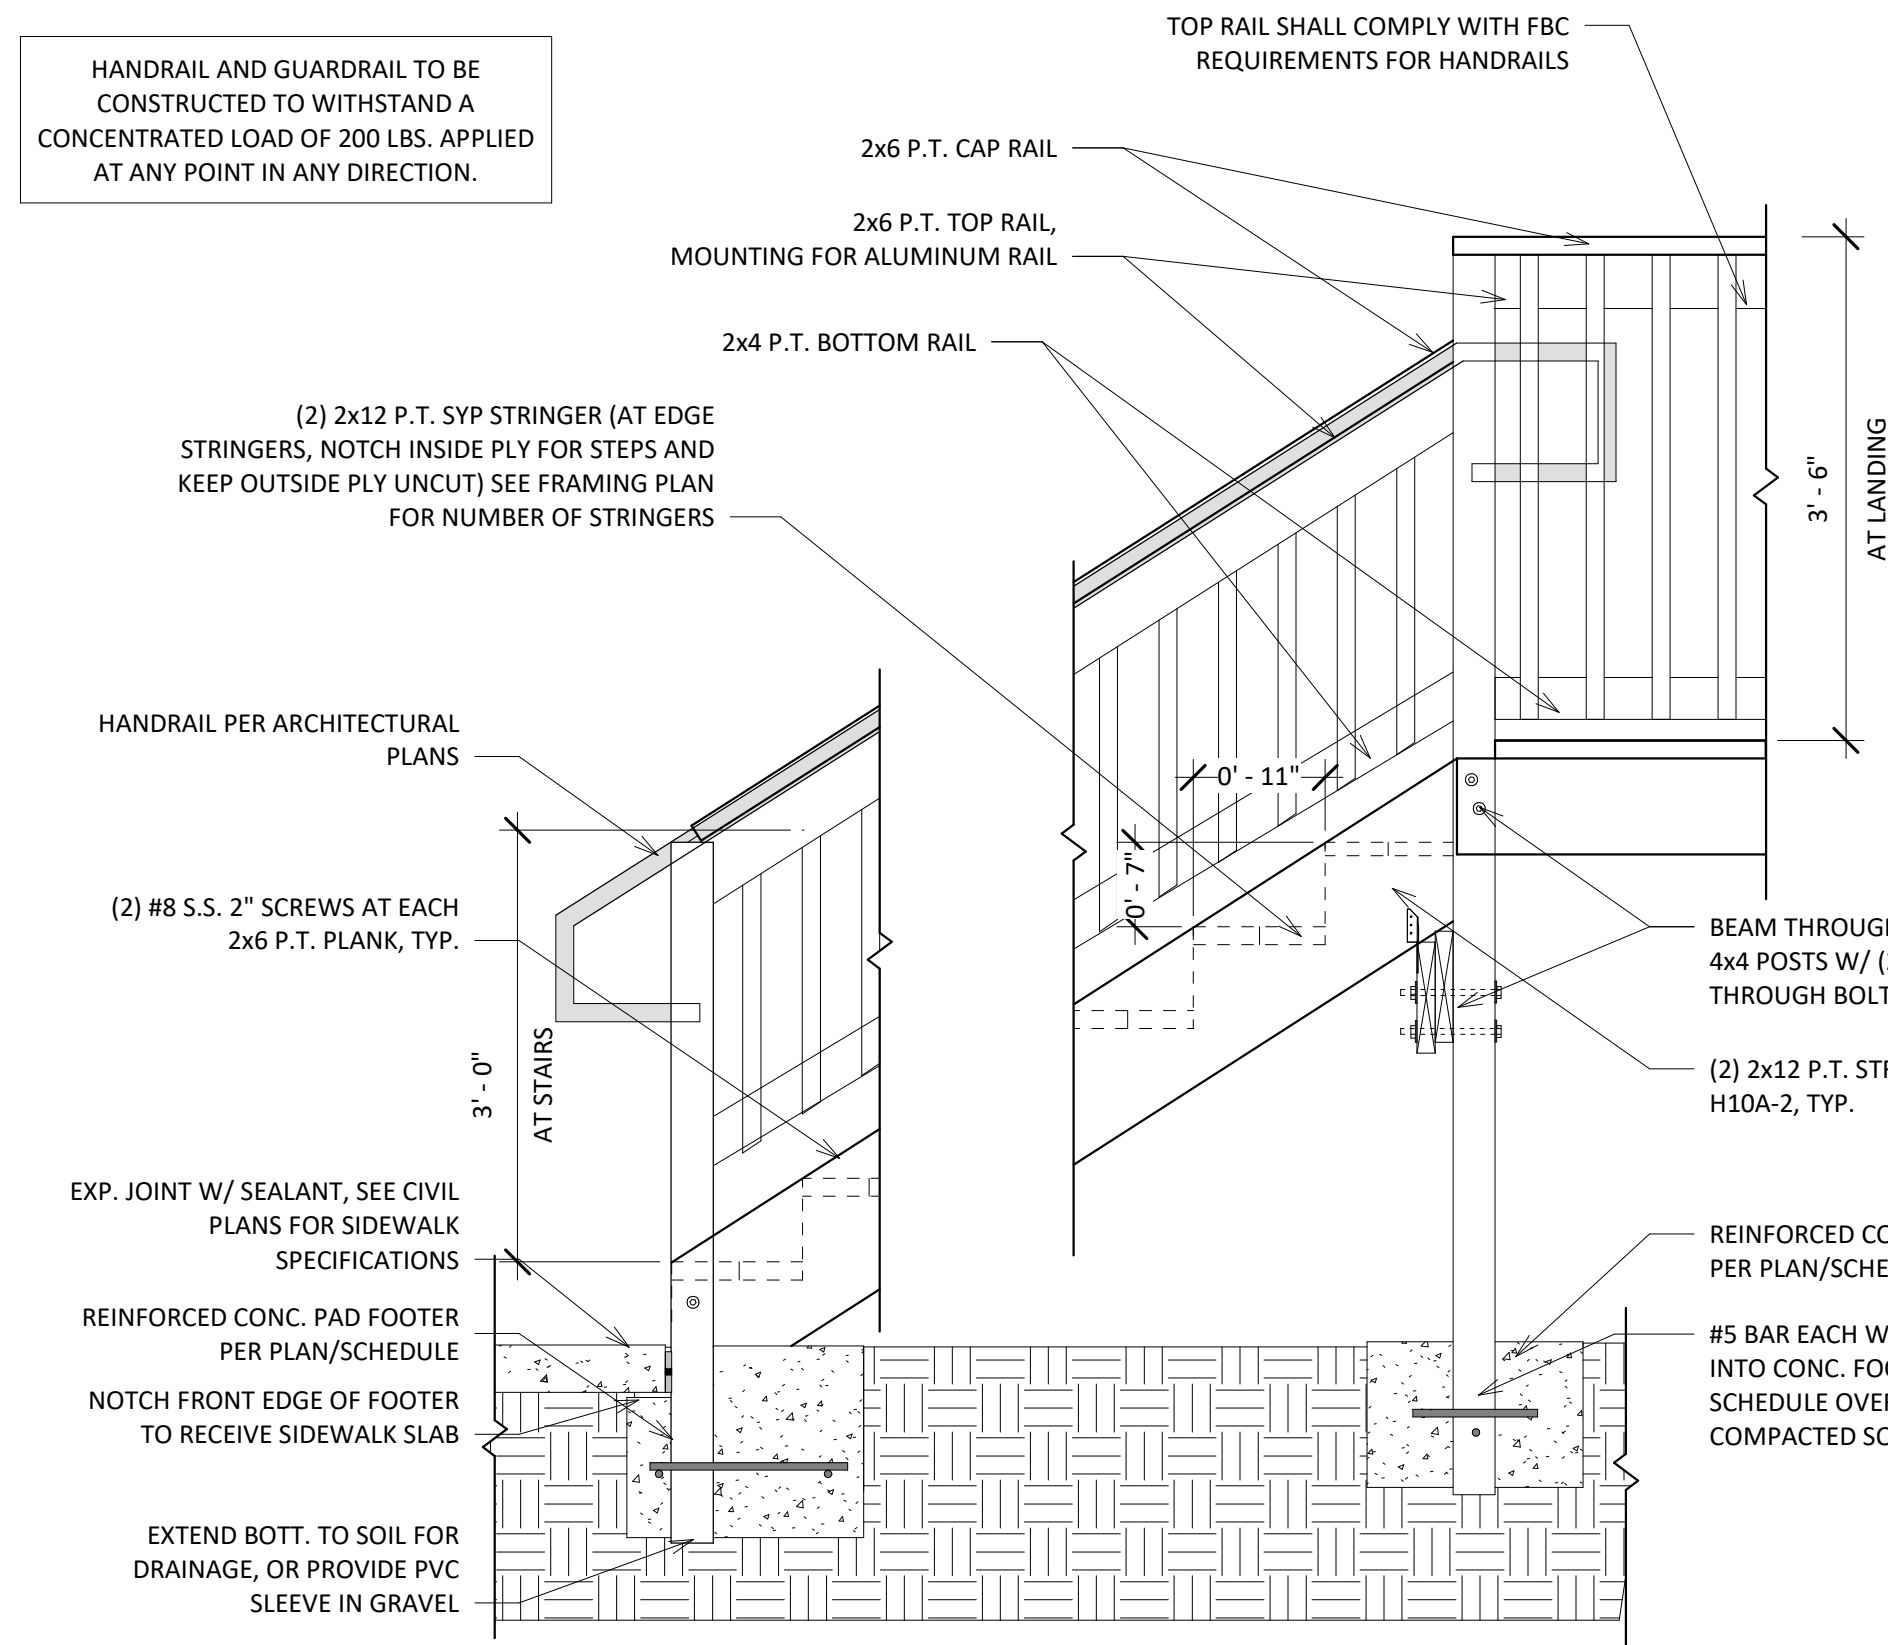 HANDRAIL AND GUARDRAIL TO BE
CONSTRUCTED TO WITHSTAND A
CONCENTRATED LOAD OF 200 LBS. APPLIED
AT ANY POINT IN ANY DIRECTION.
TOP RAIL SHALL COMPLY WITH FBC
REQUIREMENTS FOR HANDRAILS
2x6 P.T. CAP RAIL
2x6 P.T. TOP RAIL,
MOUNTING FOR ALUMINUM RAIL
2x4 P.T. BOTTOM RAIL
(2) 2x12 P.T. SYP STRINGER (AT EDGE
STRINGERS, NOTCH INSIDE PLY FOR STEPS AND
KEEP OUTSIDE PLY UNCUT) SEE FRAMING PLAN
FOR NUMBER OF STRINGERS
3' - 6"
AT LANDING
HANDRAIL PER ARCHITECTURAL
PLANS
0' - 11"
0' - 7"
(2) #8 S.S. 2" SCREWS AT EACH
2x6 P.T. PLANK, TYP.
3' - 0"
AT STAIRS
BEAM THROUGH
4x4 POSTS W/ (
THROUGH BOLT
(2) 2x12 P.T. STR
H10A-2, TYP.
EXP. JOINT W/ SEALANT, SEE CIVIL
PLANS FOR SIDEWALK
SPECIFICATIONS
REINFORCED CONC. PAD FOOTER
PER PLAN/SCHEDULE
NOTCH FRONT EDGE OF FOOTER
TO RECEIVE SIDEWALK SLAB
EXTEND BOTT. TO SOIL FOR
DRAINAGE, OR PROVIDE PVC
SLEEVE IN GRAVEL
REINFORCED CO
PER PLAN/SCHE
#5 BAR EACH W
INTO CONC. FOO
SCHEDULE OVER
COMPACTED SO